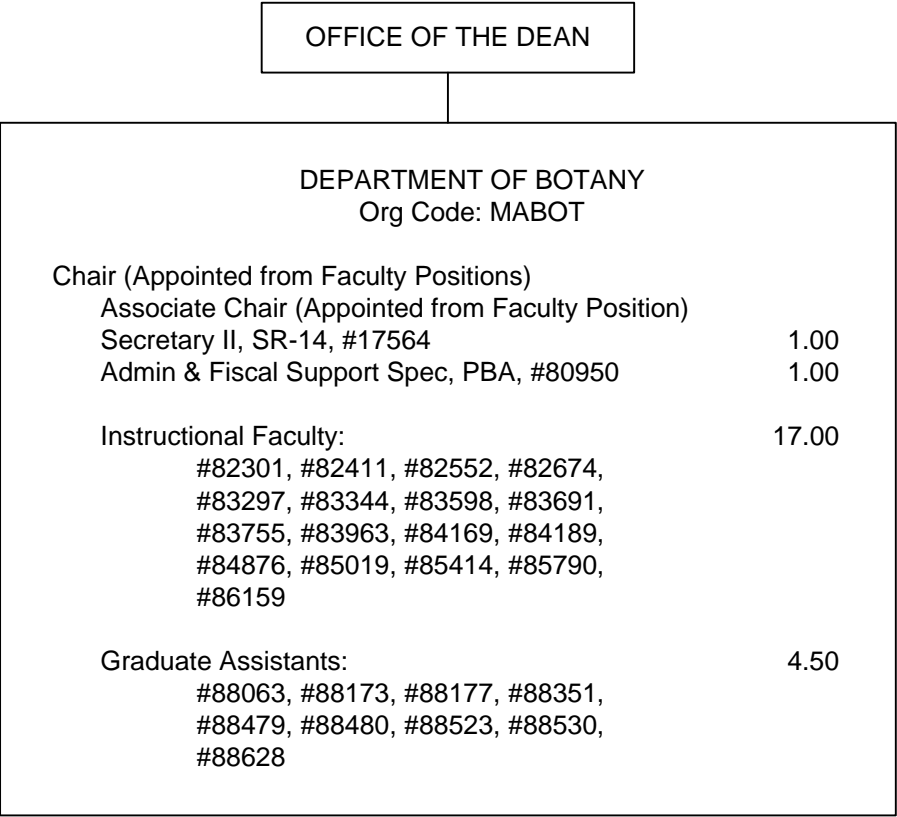 OFFICE OF THE DEAN
DEPARTMENT OF BOTANY
Org Code: MABOT
Chair (Appointed from Faculty Positions)
Associate Chair (Appointed from Faculty Position)
Secretary II, SR-14, #17564 1.00
Admin & Fiscal Support Spec, PBA, #80950 1.00
Instructional Faculty: 17.00
#82301, #82411, #82552, #82674,
#83297, #83344, #83598, #83691,
#83755, #83963, #84169, #84189,
#84876, #85019, #85414, #85790,
#86159
Graduate Assistants: 4.50
#88063, #88173, #88177, #88351,
#88479, #88480, #88523, #88530,
#88628